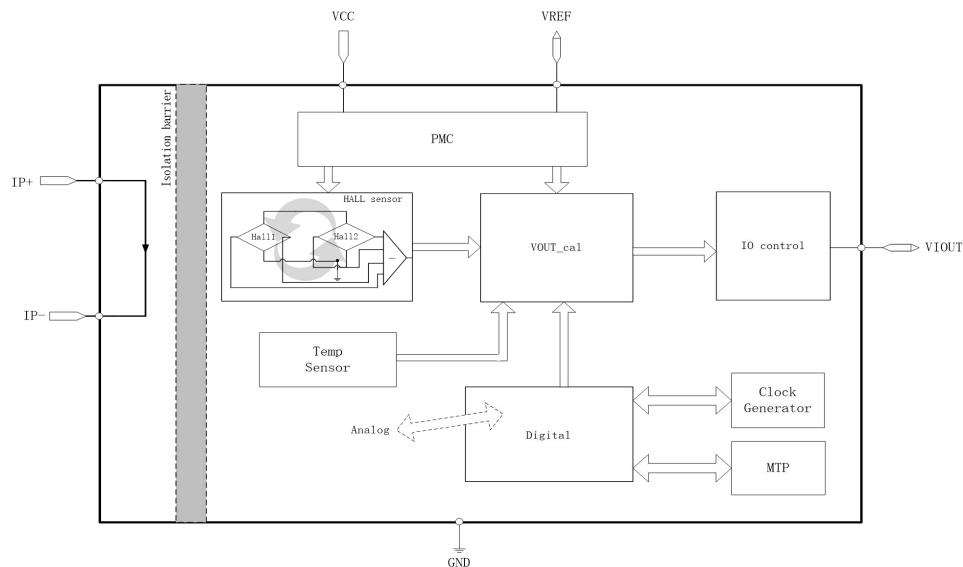 VCC
VREF
Isolation barrier
PMC
IP+
HALL sensor
Hall1
Hall2
VOUT_cal
IO control
VIOUT
IP-
Temp
Sensor
Clock
Generator
Analog
Digital
MTP
GND